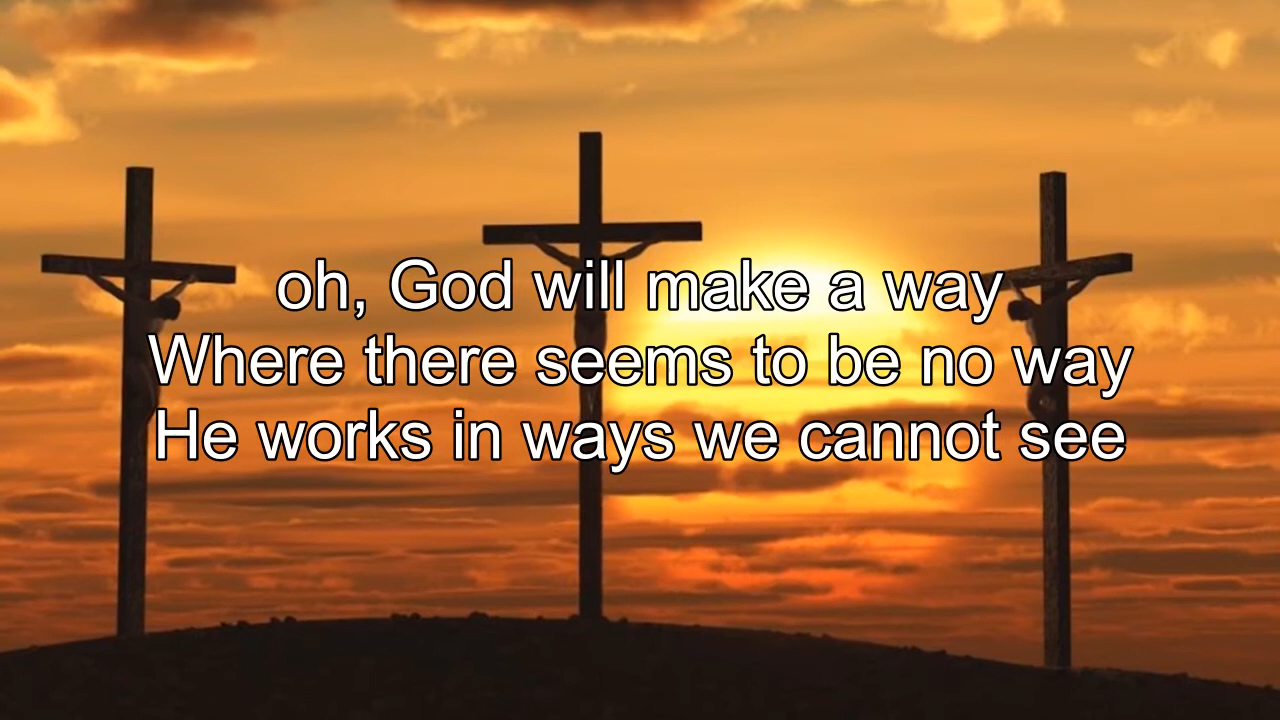 oh, God will make a way
Where there seems to be no way
He works in ways we cannot see